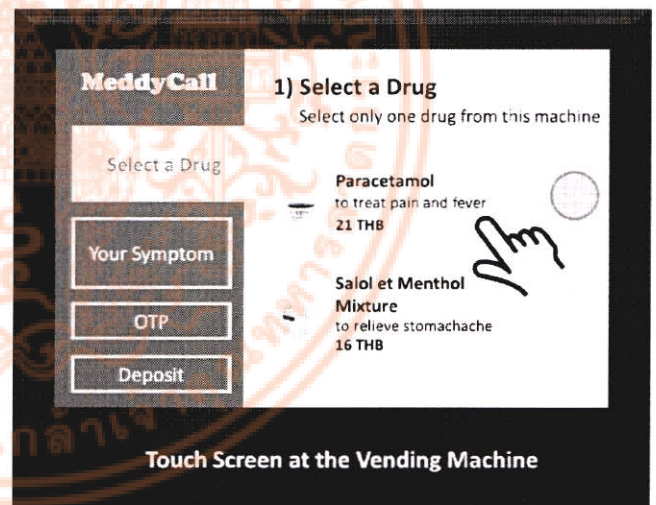 MeddyCall
Select a Drug
Your Symptom
OTP
Deposit
1) Select a Drug
Select only one drug from this machine
Paracetamol
to treat pain and fever
21 THB
Salol et Menthol
Mixture
to relieve stomachache
16 THB
Touch Screen at the Vending Machine